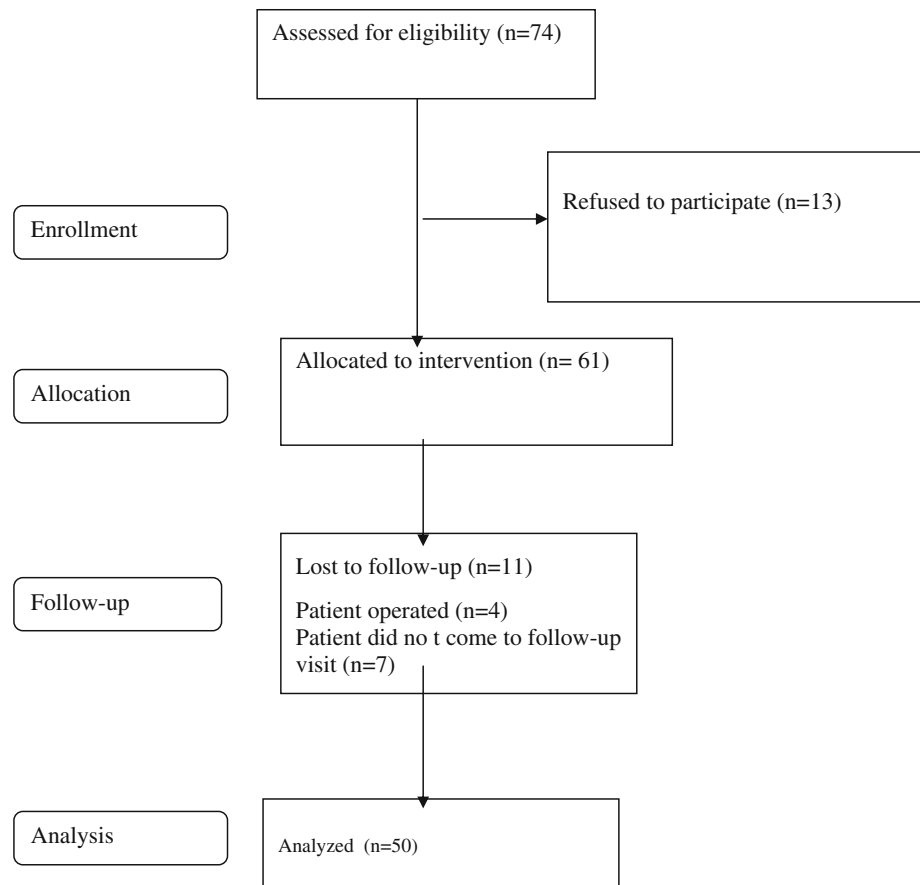 Assessed for eligibility (n=74)
Refused to participate (n=13)
Enrollment
Allocated to intervention (n= 61)
Allocation
Lost to follow-up (n=11)
Patient operated (n=4)
Patient did no t come to follow-up
visit (n=7)
Follow-up
Analysis
Analyzed (n=50)